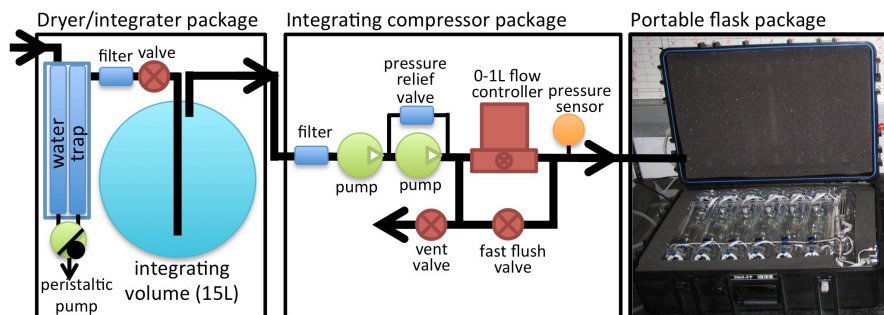 Dryer/integrater package
filter
valve
water
trap
peristaltic
pump
integrating
volume (15L)
Integrating compressor package
filter
pump
pressure
relief
valve
pump
0-1L flow
controller
pressure
sensor
vent
valve
fast flush
valve
Portable flask package